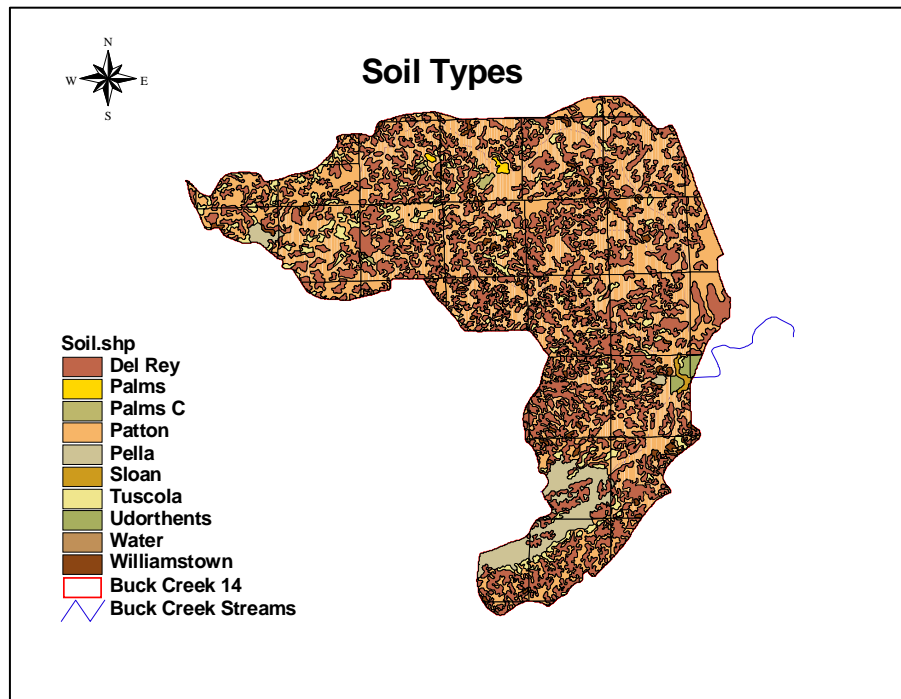 N
W E
S
Soil Types
Soil.shp
Del Rey
Palms
Palms C
Patton
Pella
Sloan
Tuscola
Udorthents
Water
Williamstown
Buck Creek 14
Buck Creek Streams